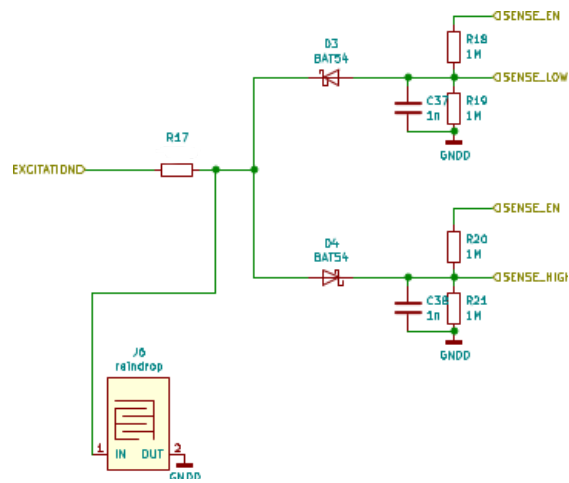 SENSE_EN
D3
BAT54
R18
1M
SENSE_LOW
C37
1n
R19
1M
GNDD
R17
EXCITATION
SENSE_EN
D4
BAT54
R20
1M
SENSE_HIGH
C38
1n
R21
1M
GNDD
J6
raindrop
1
IN
OUT
2
GNDD